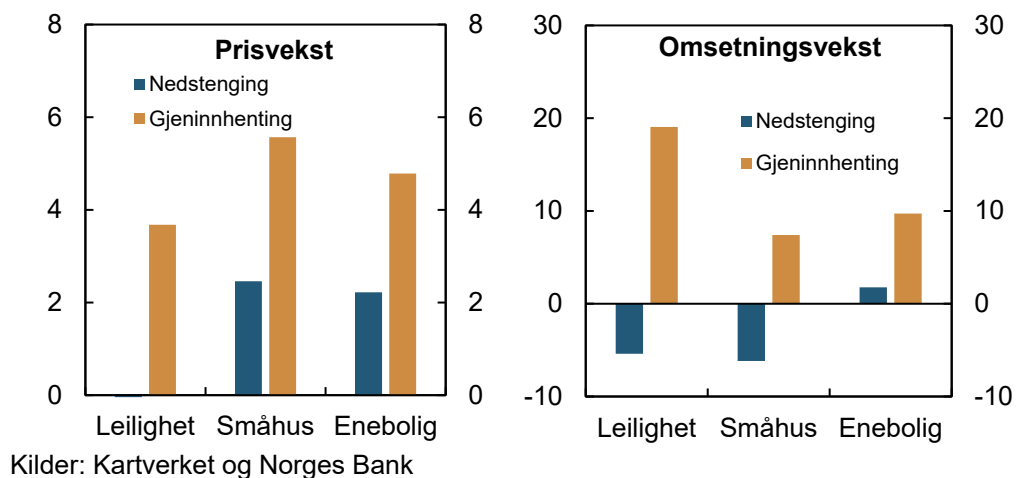 Prisvekst
Nedstenging
Gjeninnhenting
8
6
4
2
0
8
6
4
2
0
Leilighet Småhus Enebolig
Omsetningsvekst
Nedstenging
Gjeninnhenting
30
20
10
0
-10
30
20
10
0
-10
Leilighet Småhus Enebolig
Kilder: Kartverket og Norges Bank